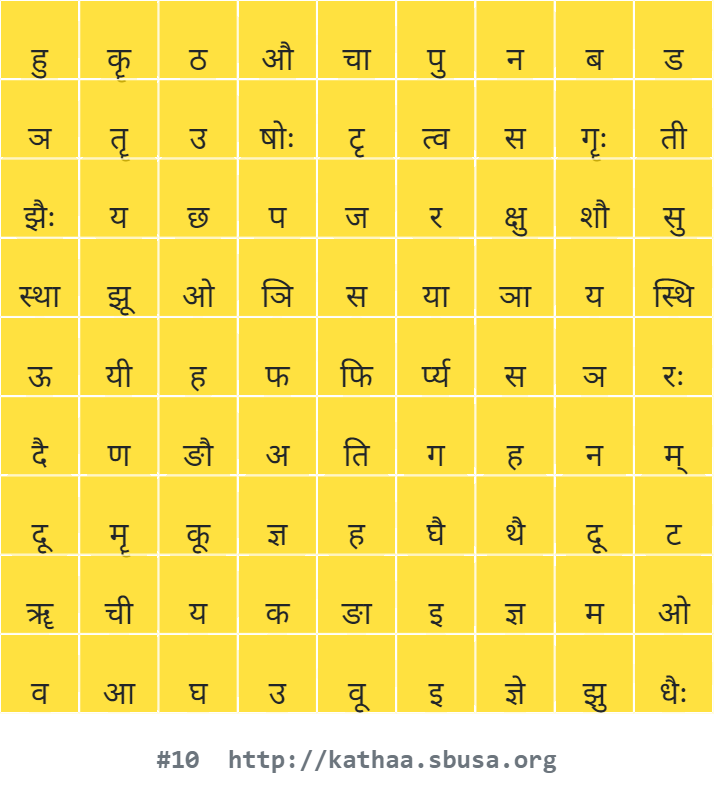 हु कृ ठ औ चा पु न ब ड
ञ तृ उ षोः टृ त्व स गृः ती
झैः य छ प ज र क्षु शौ सु
स्था झू ओ ञि स या ञा य स्थि
ऊ यी ह फ फि र्प्य स ञ रः
दै ण ङौ अ ति ग ह न म्
दू मृ कू ज्ञ ह घै थै दू ट
ॠ ची य क ङा इ ज्ञ म ओ
व आ घ उ वू इ ज्ञे झु धैः
#10 http://kathaa.sbusa.org